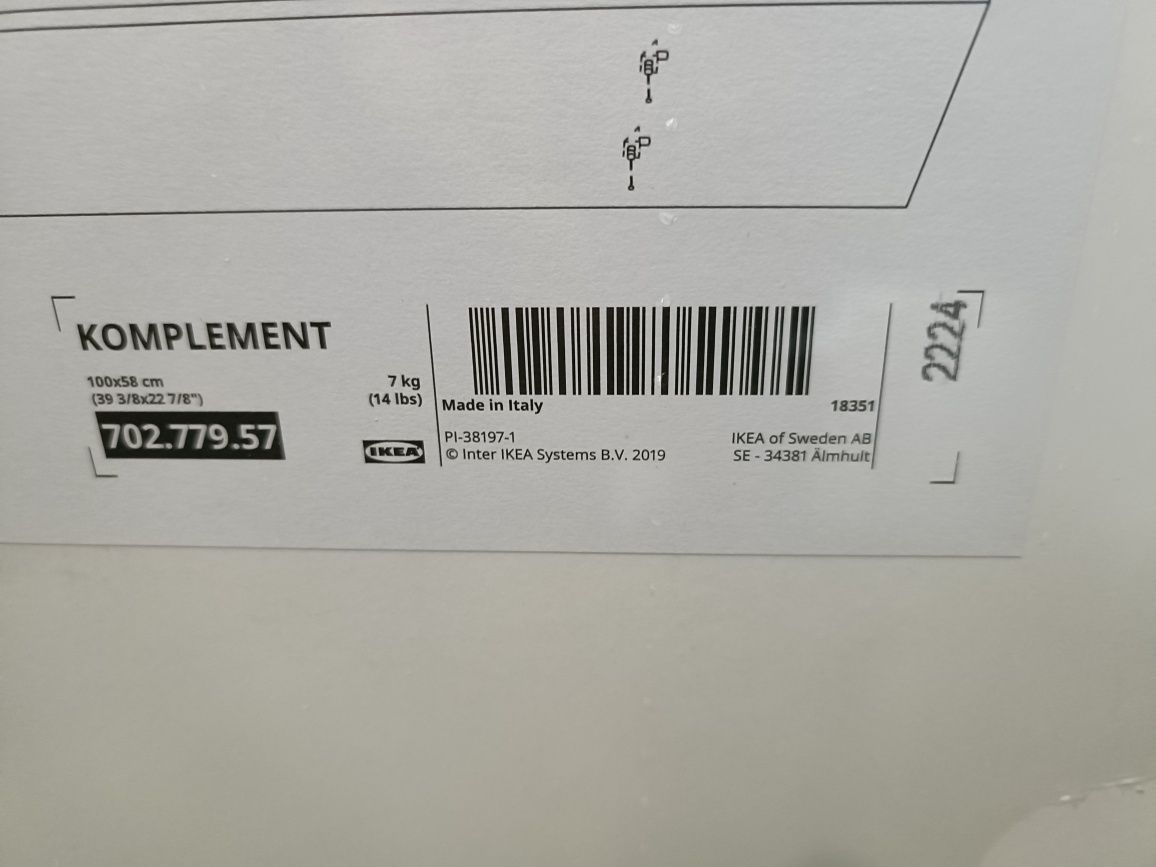 KOMPLEMENT
100x58 cm
(39 3/8x22 7/8")
7 kg
(14 lbs)
702.779.57
IKEA
Made in Italy
18351
PI-38197-1
© Inter IKEA Systems B.V. 2019
IKEA of Sweden AB
SE - 34381 Älmhult
2224